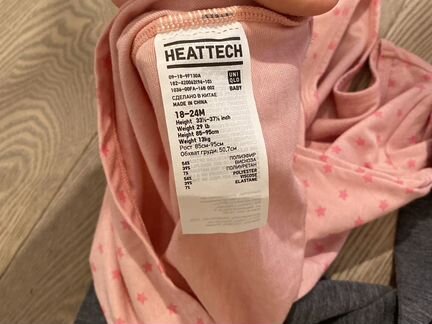 HEATTECH
UNI
QLO
BABY
СДЕЛАНО В КИТАЕ
MADE IN CHINA
18-24M
Height 33½-37½ inch
Weight 29 lb
Height 85-95cm
Weight 13kg
Рост 85см-95см
Обхват груди: 50,7см
ПОЛИЭФИР
ВИСКОЗА
ПОЛИУРЕТАН
POLYESTER
VISCOSE
ELASTANE